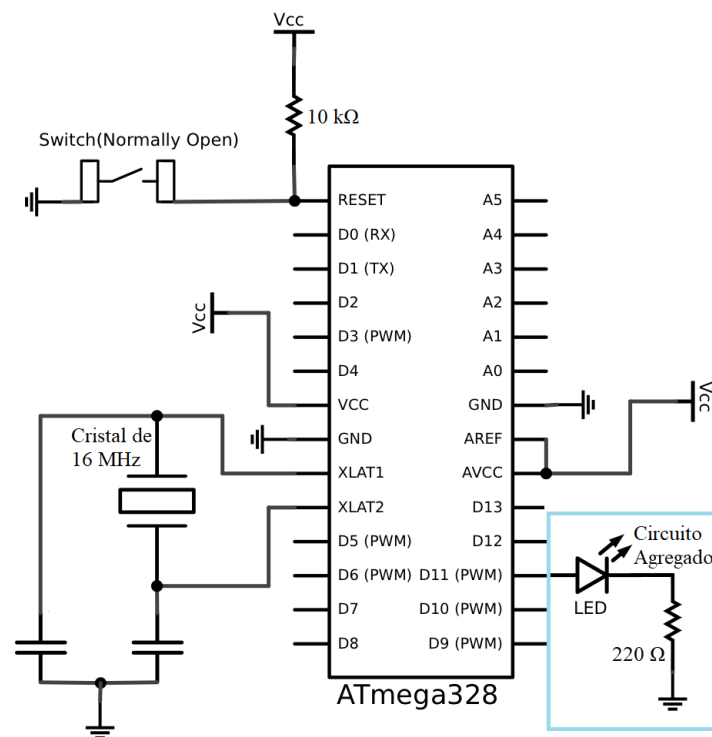 Vcc
10 kΩ
Switch(Normally Open)
RESET
A5
D0 (RX)
A4
D1 (TX)
A3
D2
A2
Vcc
D3 (PWM)
A1
D4
A0
Vcc
VCC
GND
Cristal de
16 MHz
GND
AREF
XLAT1
AVCC
XLAT2
D13
D5 (PWM)
D12
Circuito
Agregado
D6 (PWM)
D11 (PWM)
LED
D7
D10 (PWM)
D8
D9 (PWM)
220 Ω
ATmega328